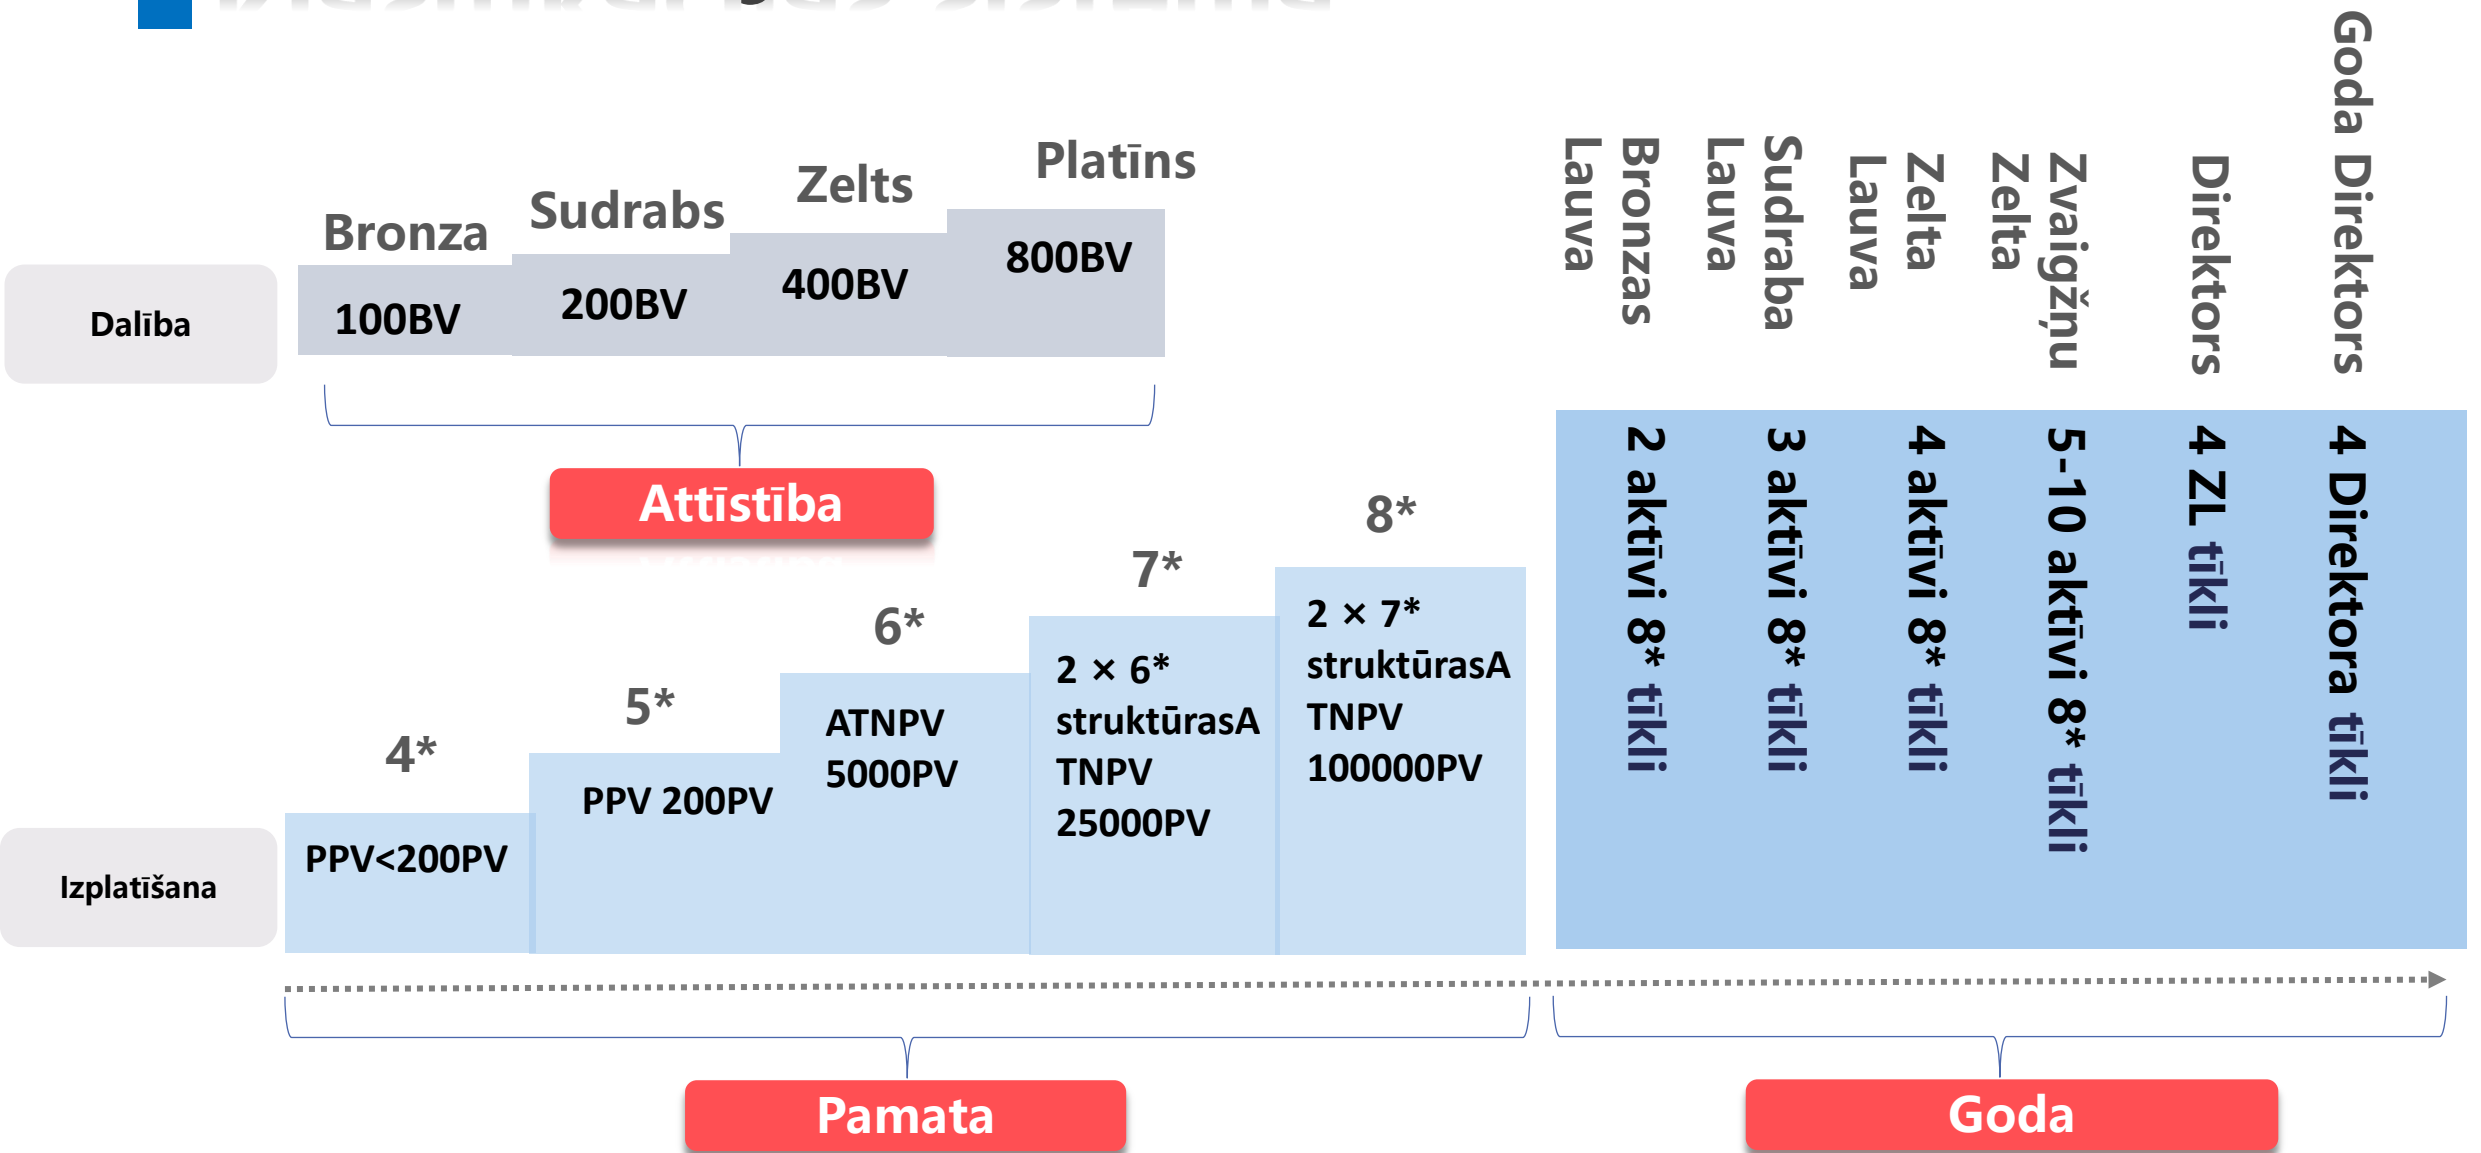 Platīns
Zelts
Sudrabs
Bronza
800BV
400BV
200BV
100BV
Dalība
Attīstība
Bronzas
Lauva
Sudraba
Lauva
Zelta
Lauva
Zvaigžņu
Zelta
Direktors
Goda Direktors
8*
7*
6*
5*
4*
2 × 7*
struktūrasA
TNPV
100000PV
2 × 6*
struktūrasA
TNPV
25000PV
ATNPV
5000PV
PPV 200PV
PPV<200PV
Izplatīšana
2 aktīvi 8* tīkli
3 aktīvi 8* tīkli
4 aktīvi 8* tīkli
5-10 aktīvi 8* tīkli
4 ZL tīkli
4 Direktora tīkli
Pamata
Goda